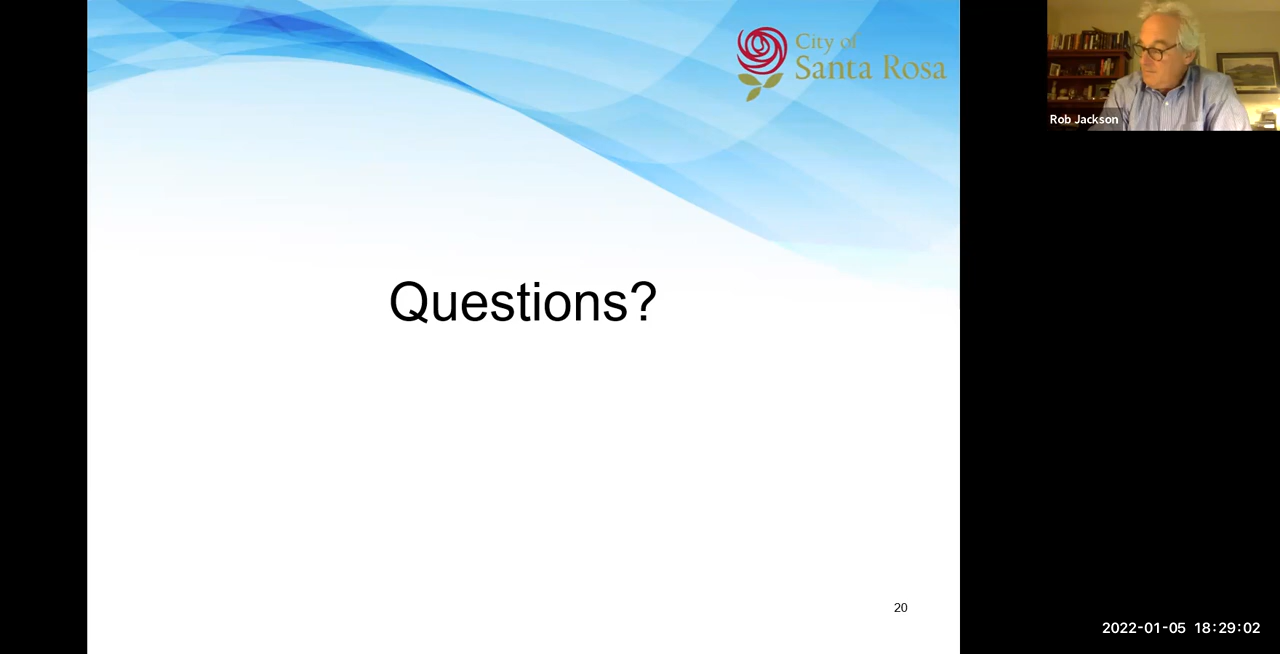 City of
Santa Rosa
Rob Jackson
Questions?
20
2022-01-05 18:29:02